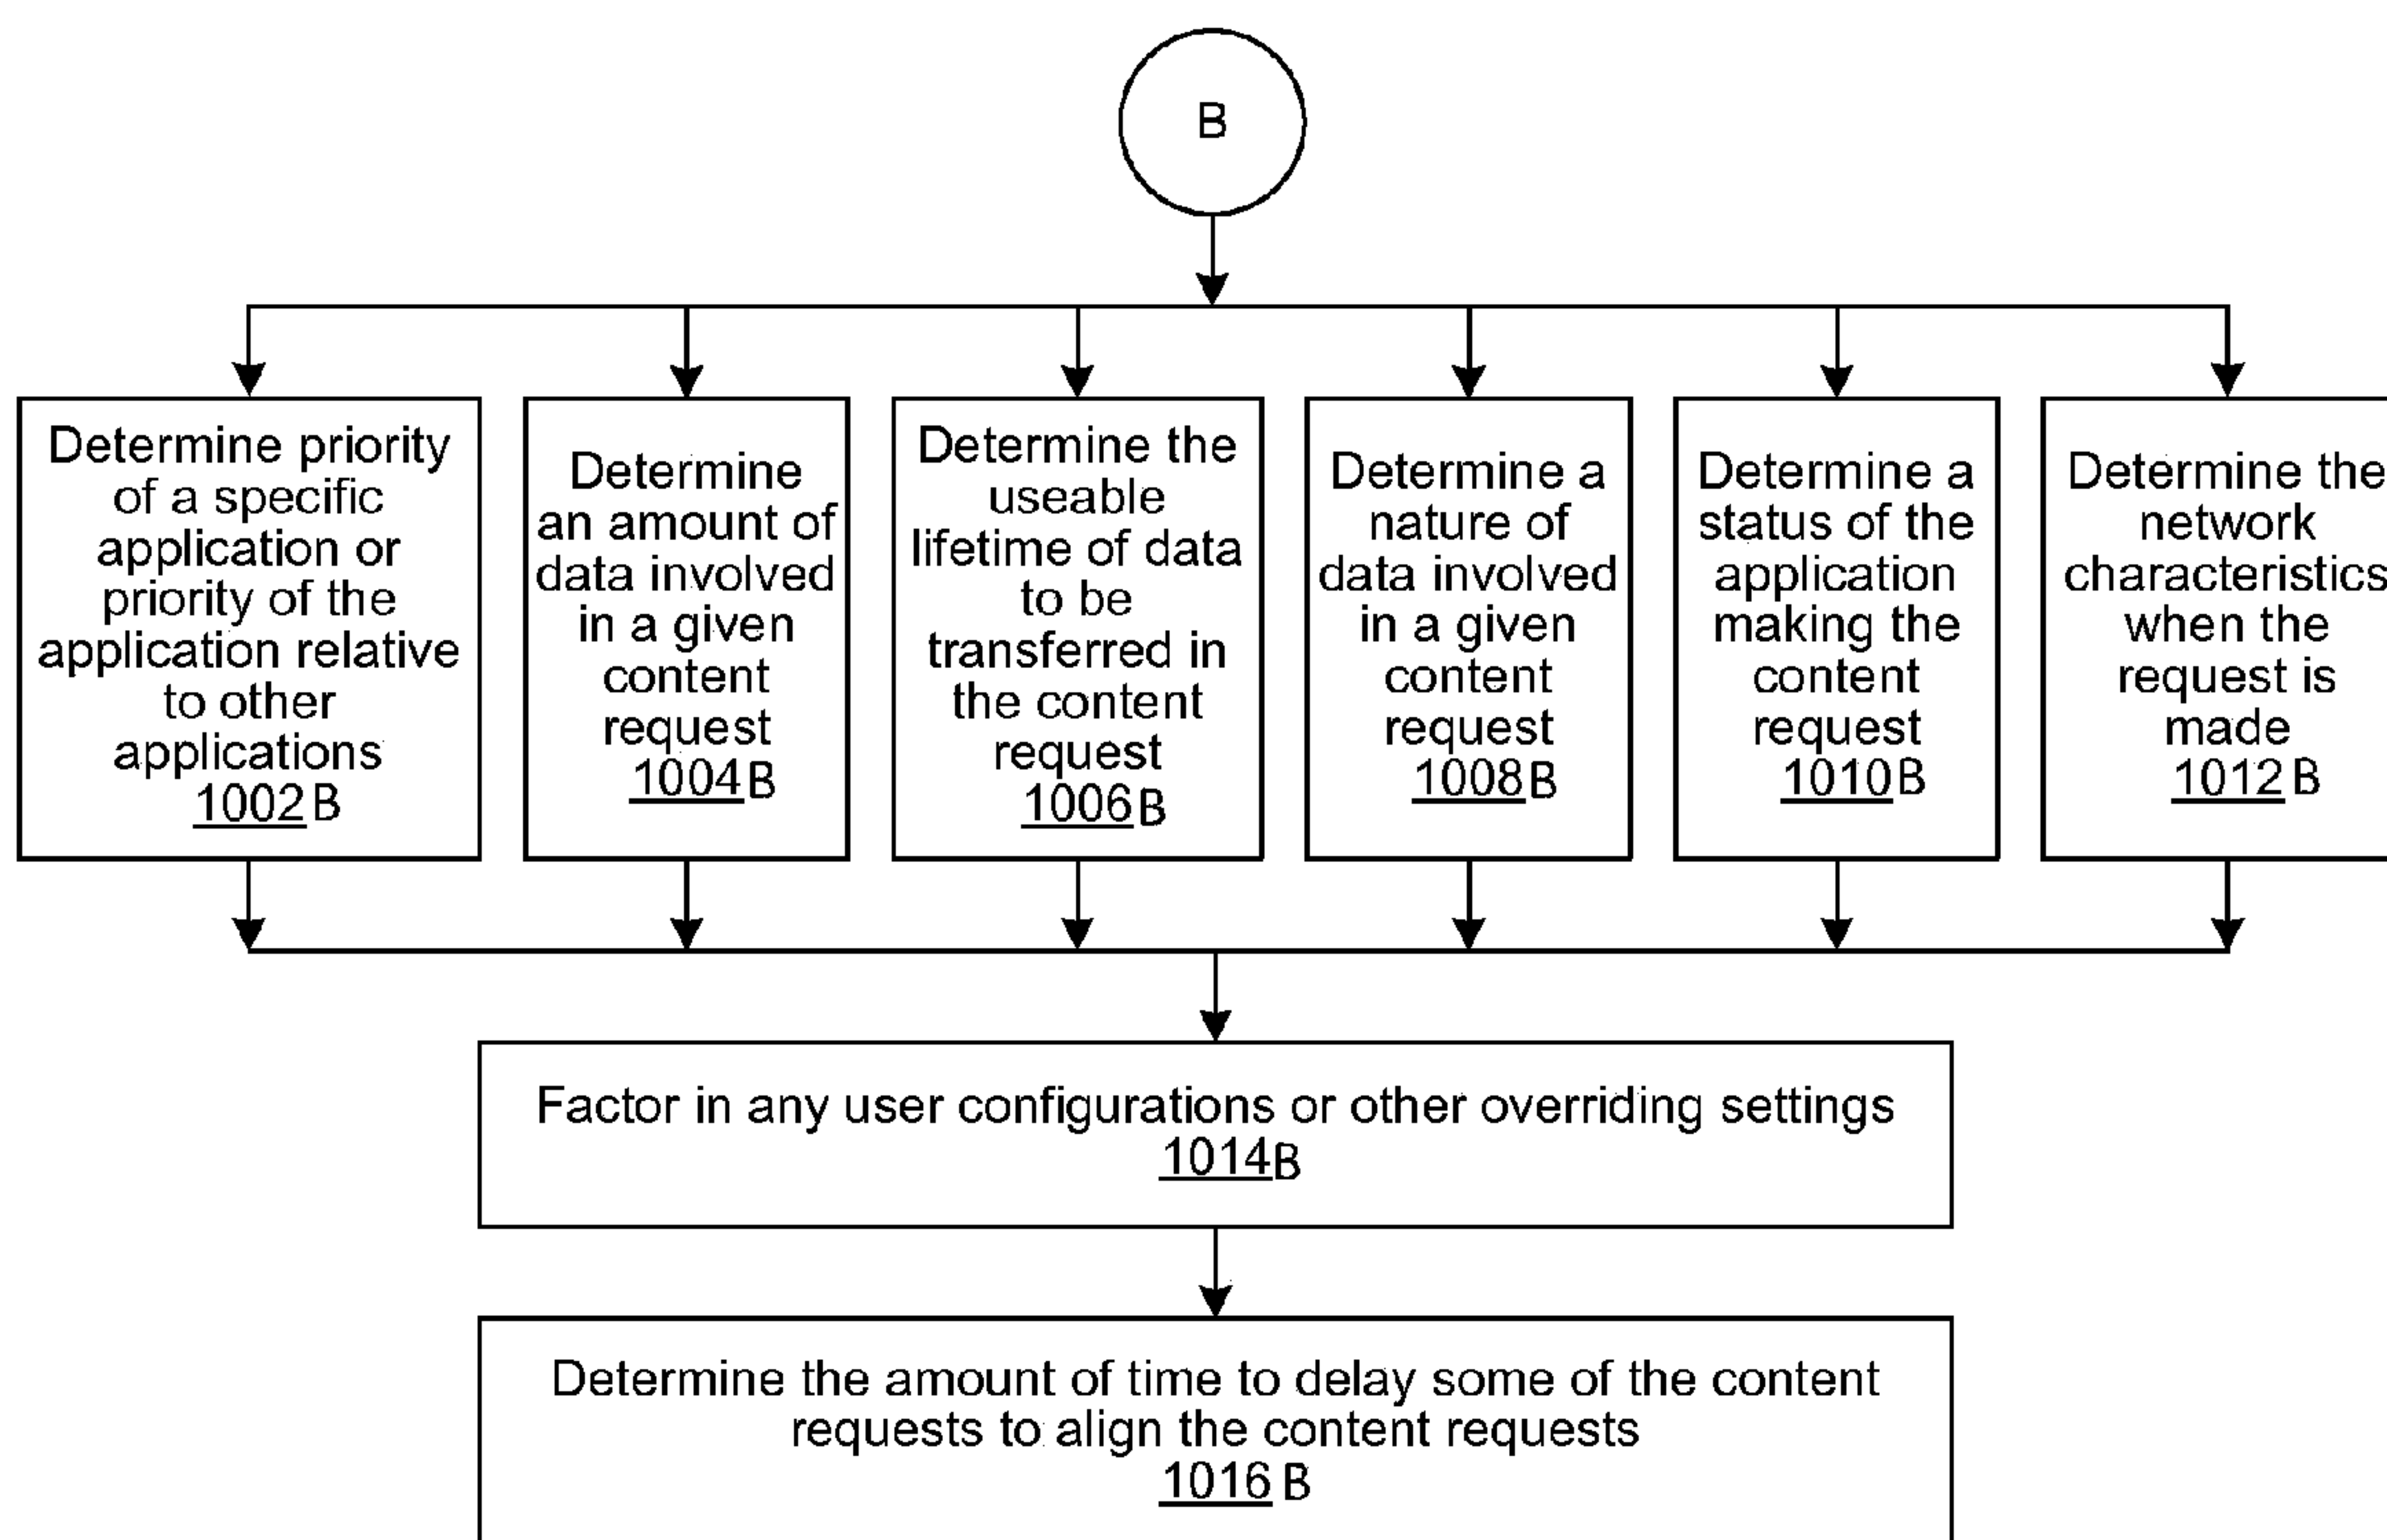 B
Determine priority
of a specific
application or
priority of the
application relative
to other
applications
1002B
Determine
an amount of
data involved
in a given
content
request
1004B
Determine the
useable
lifetime of data
to be
transferred in
the content
request
1006B
Determine a
nature of
data involved
in a given
content
request
1008B
Determine a
status of the
application
making the
content
request
1010B
Determine the
network
characteristics
when the
request is
made
1012B
Factor in any user configurations or other overriding settings
1014B
Determine the amount of time to delay some of the content
requests to align the content requests
1016B